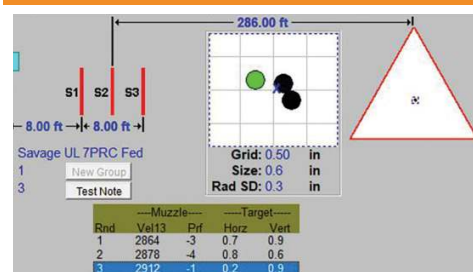 286.00 ft
S1 S2 S3
8.00 ft 8.00 ft
Savage UL 7PRC Fed
1 New Group
3 Test Note
Grid: 0.50 in
Size: 0.6 in
Rad SD: 0.3 in
----Muzzle---- ----Target-----
Rnd Vel13 Prf Horz Vert
1 2864 -3 0.7 0.9
2 2878 -4 0.8 0.6
3 2912 -1 0.2 0.9